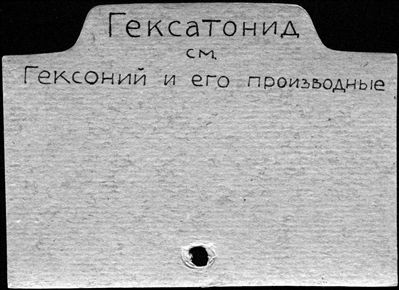 Гексатонид
см.
Гексоний и его производные